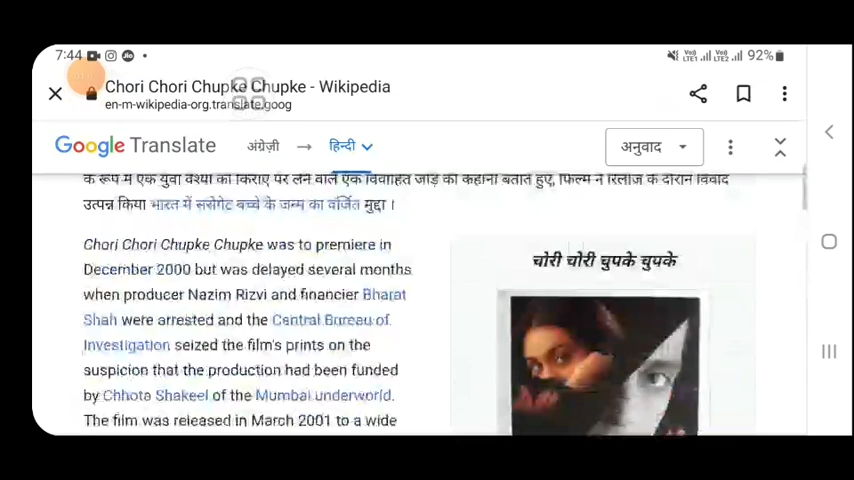 7:44 92%
Chori Chori Chupke Chupke - Wikipedia
en-m-wikipedia-org.translate.goog
Google Translate अंग्रेज़ी → हिन्दी अनुवाद
के रूप में एक युवा वेश्या को किराए पर लेने वाले एक विवाहित जोड़े की कहानी बताते हुए, फिल्म ने रिलीज के दौरान विवाद
उत्पन्न किया भारत में सरोगेट बच्चे के जन्म का वर्जित मुद्दा ।
Chori Chori Chupke Chupke was to premiere in
December 2000 but was delayed several months
when producer Nazim Rizvi and financier Bharat
Shah were arrested and the Central Bureau of
Investigation seized the film's prints on the
suspicion that the production had been funded
by Chhota Shakeel of the Mumbai underworld.
The film was released in March 2001 to a wide
चोरी चोरी चुपके चुपके